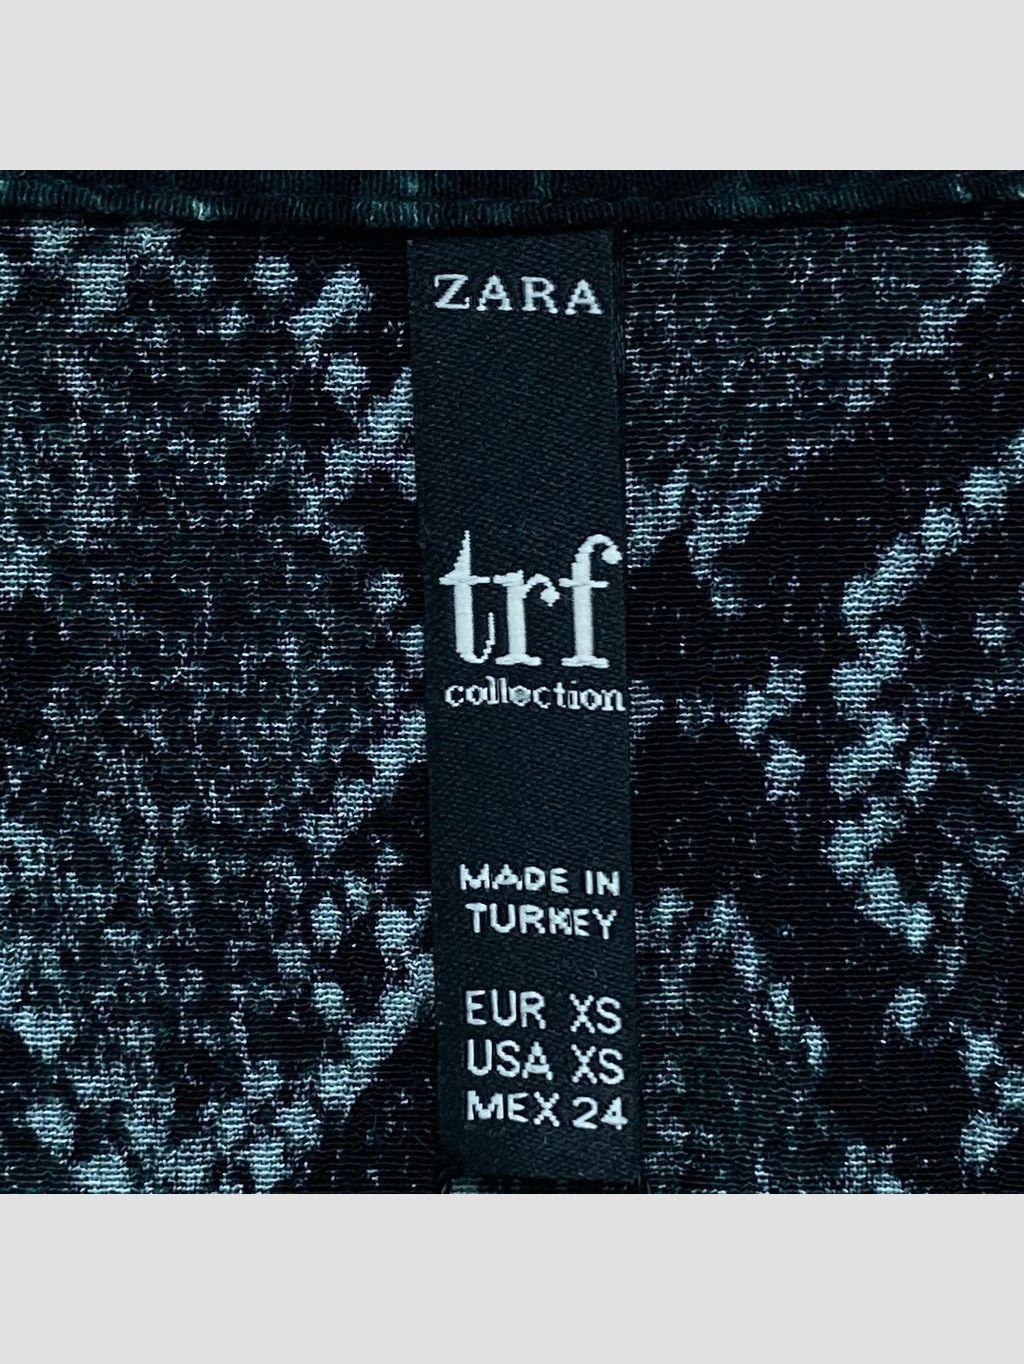 ZARA
trf
collection
MADE IN
TURKEY
EUR XS
USA XS
MEX 24